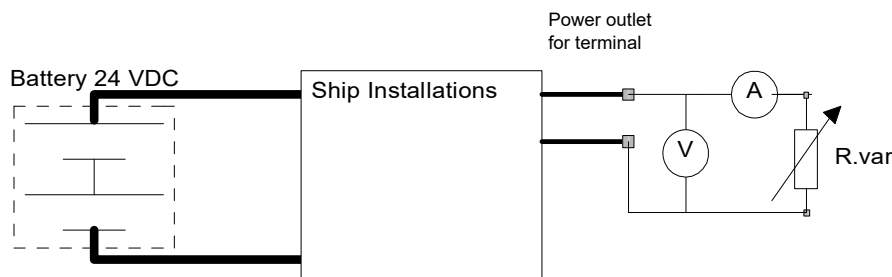 Power outlet
for terminal
Battery 24 VDC
Ship Installations
A
V
R.var